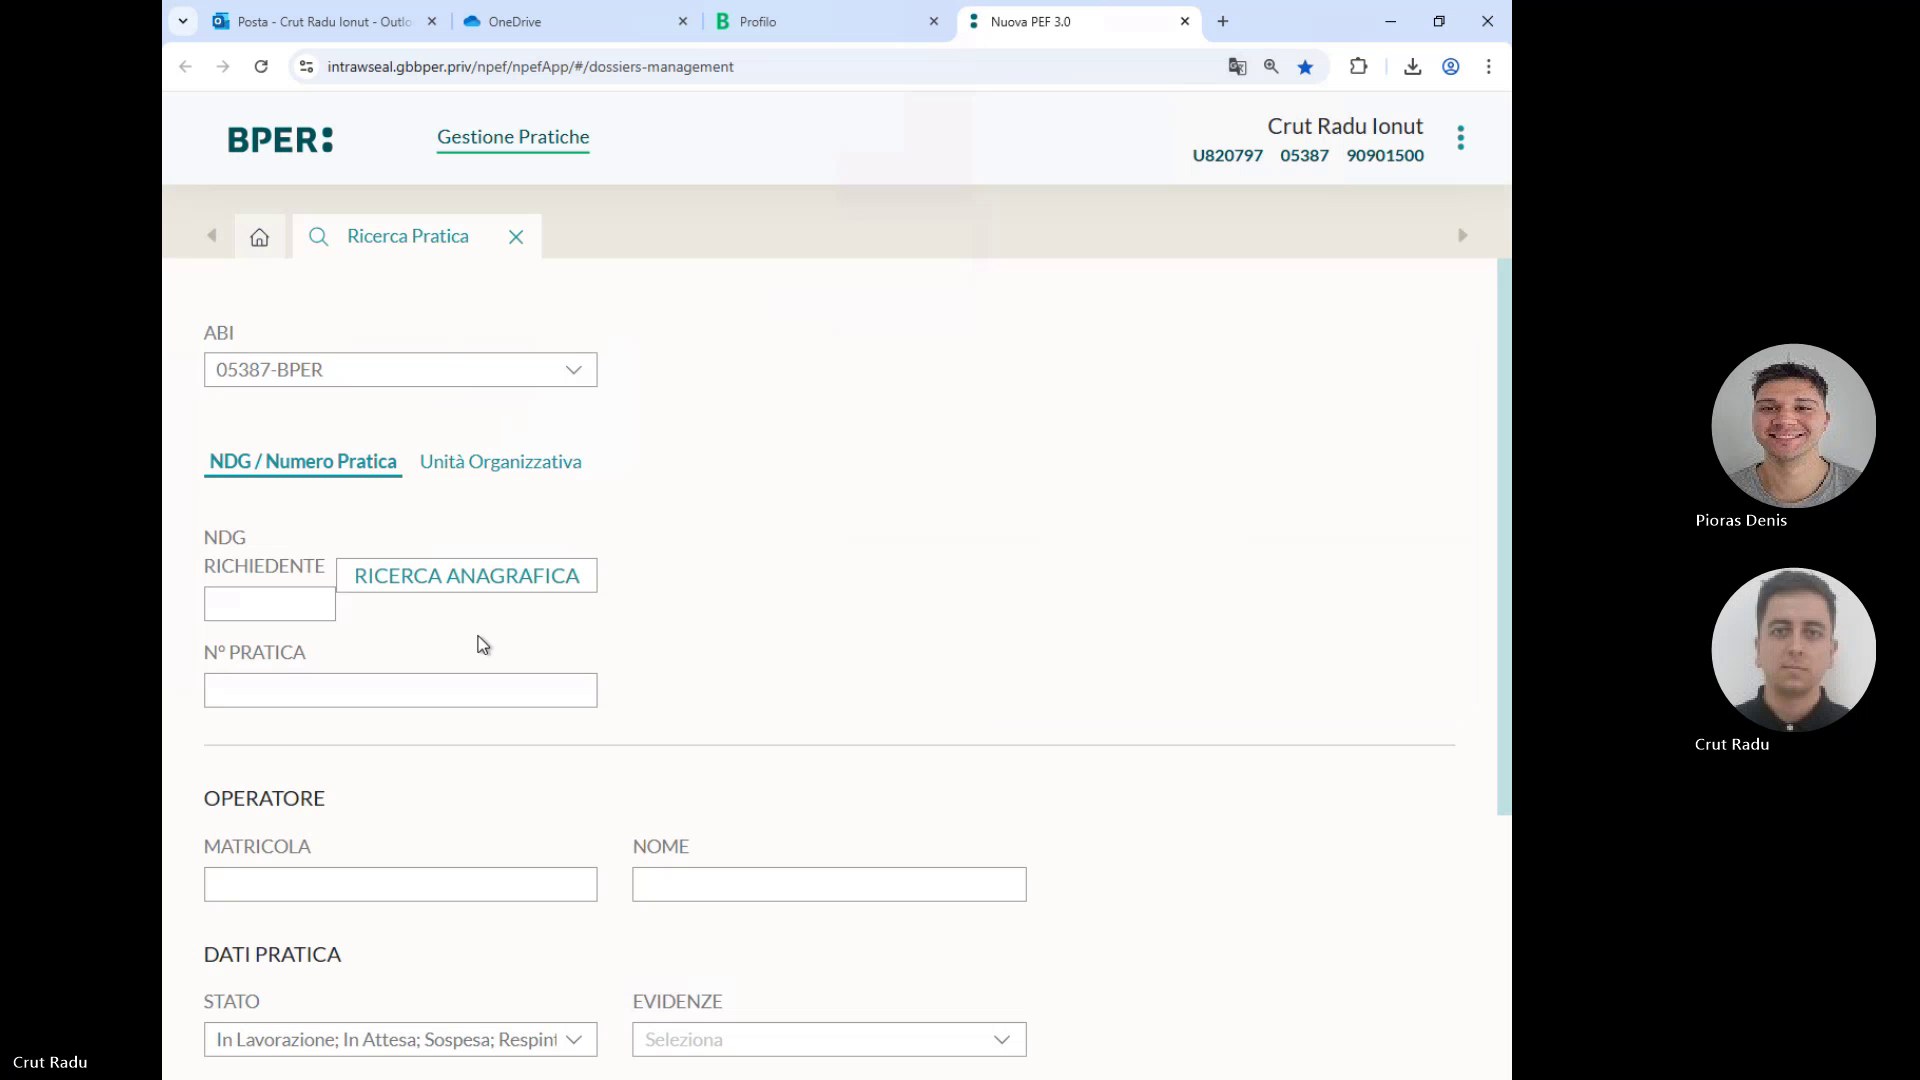 Posta - Crut Radu Ionut - Outlo
OneDrive
Profilo
Nuova PEF 3.0
intrawseal.gbbper.priv/npef/npefApp/#/dossiers-management
BPER:
Gestione Pratiche
Crut Radu Ionut
U820797 05387 90901500
Ricerca Pratica
ABI
05387-BPER
NDG / Numero Pratica
Unità Organizzativa
NDG
RICHIEDENTE
RICERCA ANAGRAFICA
N° PRATICA
OPERATORE
MATRICOLA
NOME
DATI PRATICA
STATO
EVIDENZE
In Lavorazione; In Attesa; Sospesa; Respint
Seleziona
Pioras Denis
Crut Radu
Crut Radu